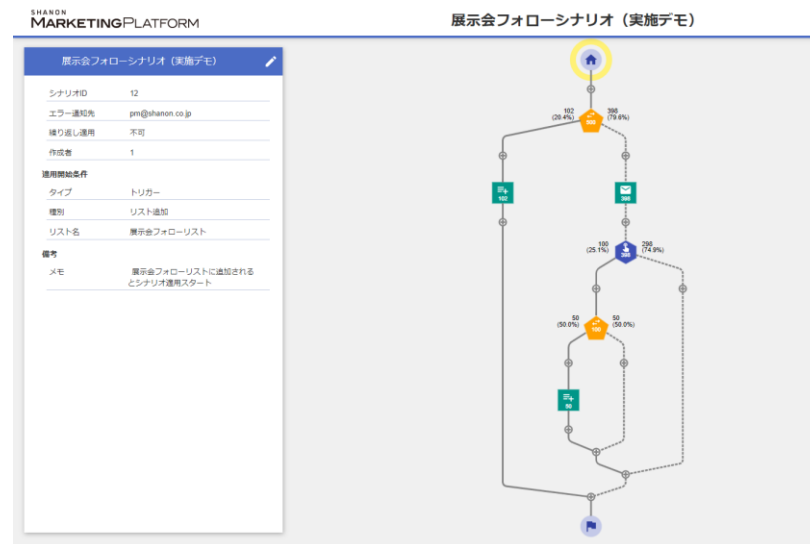 SHANON
MARKETINGPLATFORM
展示会フォローシナリオ（実施デモ）
展示会フォローシナリオ（実施デモ）
シナリオID 12
エラー通知先 pm@shanon.co.jp
繰り返し適用 不可
作成者 1
適用開始条件
タイプ トリガー
種別 リスト追加
リスト名 展示会フォローリスト
備考
メモ 展示会フォローリストに追加される
とシナリオ適用スタート
102 398
(20.4%) (79.6%)
500
102
398
100 298
(25.1%) (74.9%)
398
50 50
(50.0%) (50.0%)
100
50